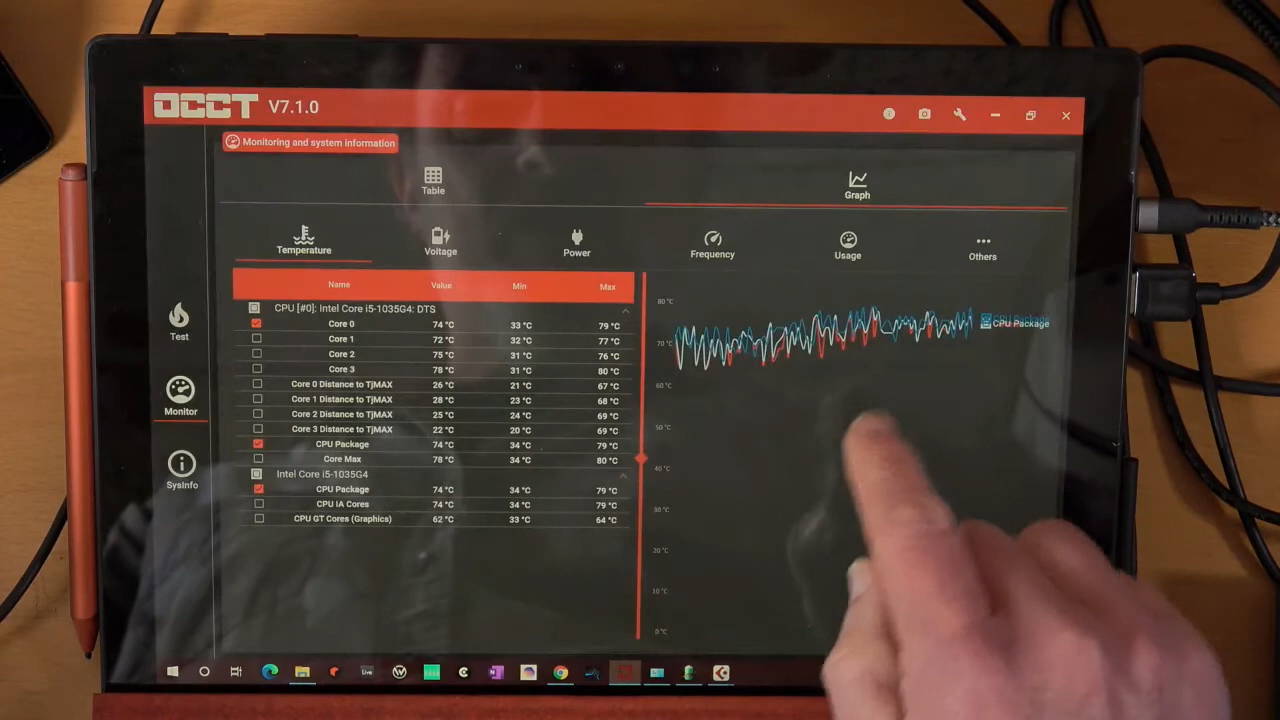 OCCT V7.1.0
Monitoring and system information
Table
Graph
Temperature
Voltage
Power
Frequency
Usage
Others
Name Value Min Max
CPU [#0]: Intel Core i5-1035G4: DTS
Core 0 74 °C 33 °C 79 °C
Core 1 72 °C 32 °C 77 °C
Core 2 75 °C 31 °C 76 °C
Core 3 78 °C 31 °C 80 °C
Core 0 Distance to TjMAX 26 °C 21 °C 67 °C
Core 1 Distance to TjMAX 28 °C 23 °C 68 °C
Core 2 Distance to TjMAX 25 °C 24 °C 69 °C
Core 3 Distance to TjMAX 22 °C 20 °C 69 °C
CPU Package 74 °C 34 °C 79 °C
Core Max 78 °C 34 °C 80 °C
Intel Core i5-1035G4
CPU Package 74 °C 34 °C 79 °C
CPU IA Cores 74 °C 34 °C 79 °C
CPU GT Cores (Graphics) 62 °C 33 °C 64 °C
Test
Monitor
SysInfo
80 °C
70 °C
60 °C
50 °C
40 °C
30 °C
20 °C
10 °C
0 °C
CPU Package
Live